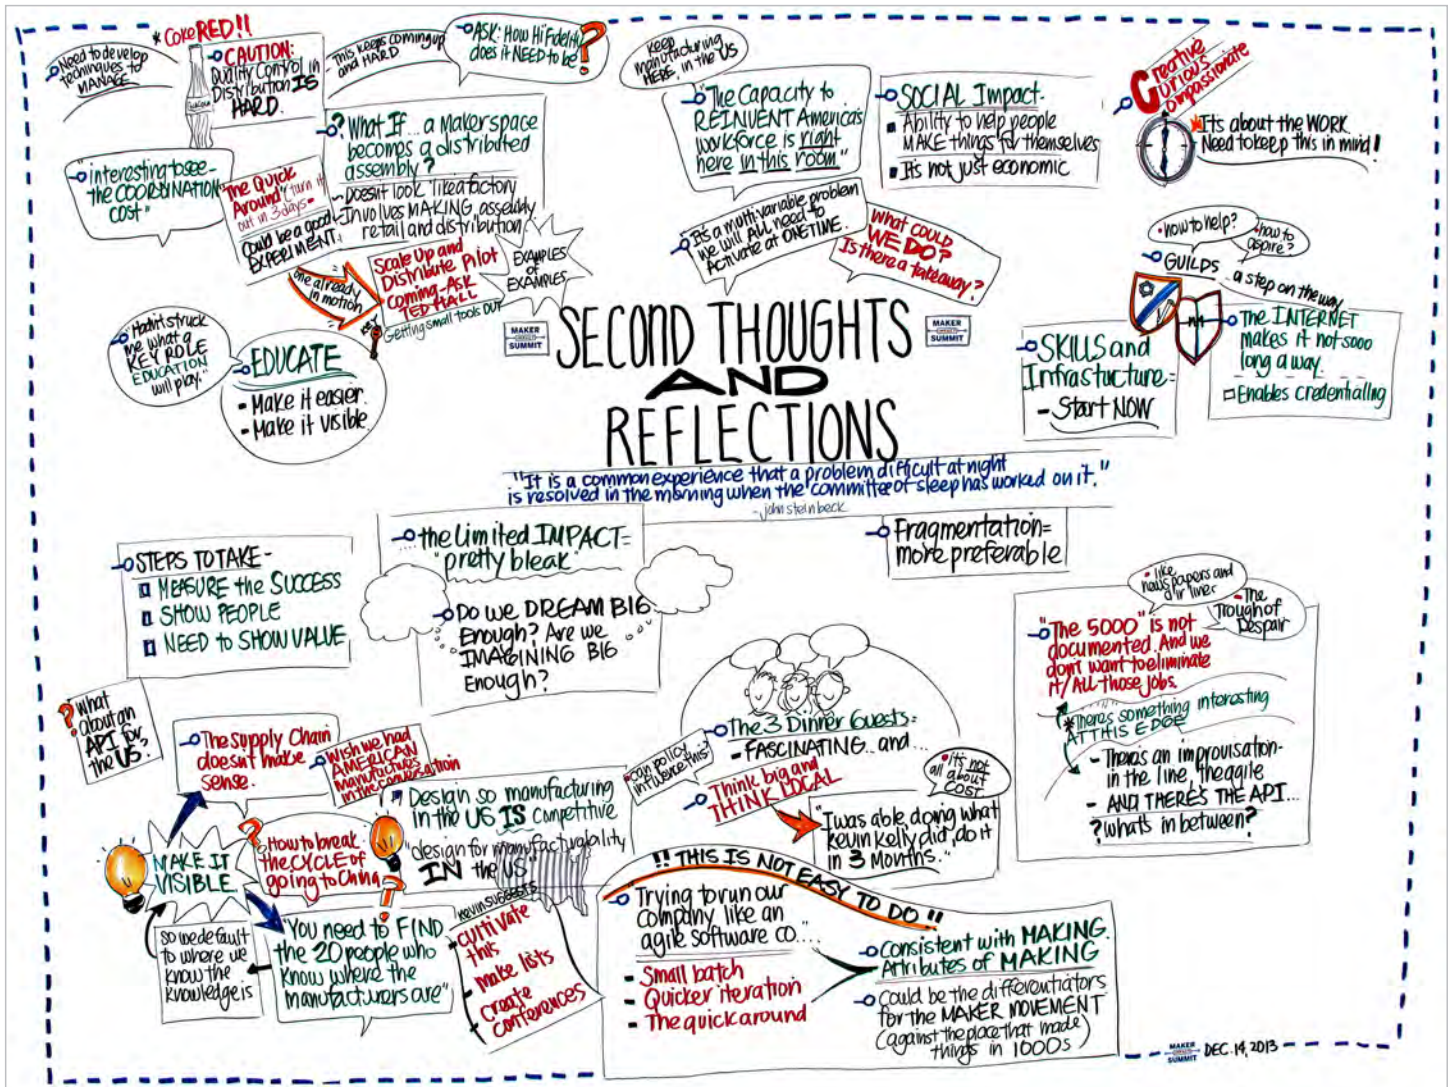 * Coke RED!!
Need to develop
techniques to
MANAGE
CAUTION:
Quality Control in
Distribution IS
HARD.
This keeps coming up
and HARD
ASK: How Hi Fidelity
does it NEED to be?
"interesting to see-
the COORDINATION
COST"
"The Quick
Around" (turn it
out in 3 days-
Could be a good
EXPERIMENT.
? What If... a Makerspace
becomes a distributed
assembly?
- Doesn't look like a factory
- Involves MAKING, assembly,
retail and distribution
one already
in motion
Scale Up and
Distribute Pilot
coming - Ask
TED HALL
Getting small tools OUT
EXAMPLES
OF
EXAMPLES
"Hadn't struck
me what a
KEY ROLE
EDUCATION
will play."
EDUCATE
- Make it easier.
- Make it visible.
Keep
manufacturing
HERE, in the US
"The Capacity to
REINVENT America's
workforce is right
here in this room"
It's a multi variable problem
we will ALL need to
Activate at ONE TIME.
What COULD
WE DO?
Is there a takeaway?
SOCIAL Impact.
Ability to help people
MAKE things for themselves
It's not just economic
Creative
Curious
Compassionate
It's about the WORK
Need to keep this in mind!
how to help?
how to
aspire?
GUILDS - a step on the way
SKILLS and
Infrastucture =
- Start NOW
The INTERNET
makes it not sooo
long a way.
Enables credentialing
MAKER
SUMMIT
SECOND THOUGHTS
AND
REFLECTIONS
MAKER
SUMMIT
"It is a common experience that a problem difficult at night
is resolved in the morning when the committee of sleep has worked on it."
- john steinbeck
STEPS TO TAKE -
MEASURE the SUCCESS
SHOW PEOPLE
NEED to SHOW VALUE
... the Limited IMPACT =
"pretty bleak"
Do we DREAM BIG
Enough? Are we
IMAGINING BIG
Enough?
Fragmentation =
more preferable
like
newspapers and
air liner
The
Trough of
Despair
"The 5000" is not
documented. And we
don't want to eliminate
it/All those jobs.
* There's something interesting
AT THIS EDGE
- There's an improvisation-
in the line, the agile
- AND THERE'S THE API...
? what's in between?
? What
about an
API for
the US?
The supply Chain
doesn't make
sense.
Wish we had
AMERICAN
manufactures
in the conversation
MAKE IT
VISIBLE
? How to break
the CYCLE of
going to China
?
Design so manufacturing
in the US IS competitive
"design for manufacturability
IN the US"
So we default
to where we
know the
knowledge is
"You need to FIND
the 20 people who
know where the
manufacturers are"
kevin SUGGESTS
- cultivate
this
- make lists
- create
conferences
The 3 Dinner Guests =
- FASCINATING... and...
can policy
influence this?
Think big and
THINK LOCAL
It's not
all about
COST
"I was able, doing what
kevin kelly did, do it
in 3 Months."
!! THIS IS NOT EASY TO DO !!
"Trying to run our
company like an
agile software co....
- Small batch
- Quicker iteration
- The quick around
Consistent with MAKING.
Attributes of MAKING
Could be the differentiators
for the MAKER MOVEMENT
(against the place that made
things in 1000s)
MAKER
SUMMIT
DEC. 14, 2013